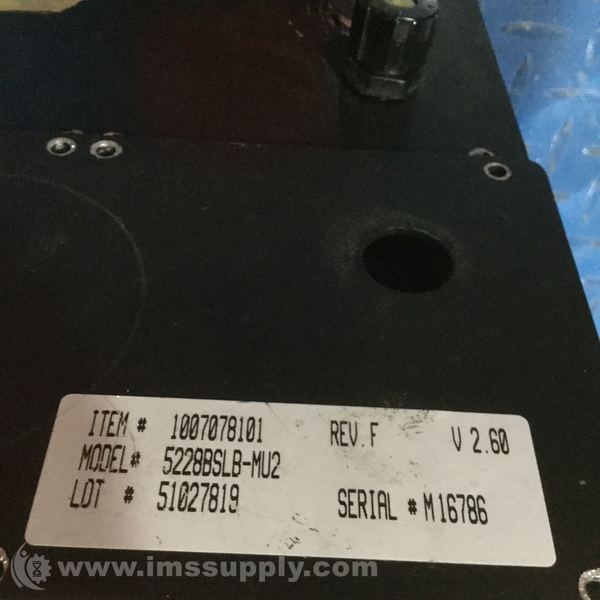 ITEM # 1007078101 REV.F V 2.60
MODEL# 5228BSLB-MU2
LOT # 51027819 SERIAL # M16786
www.imssupply.com